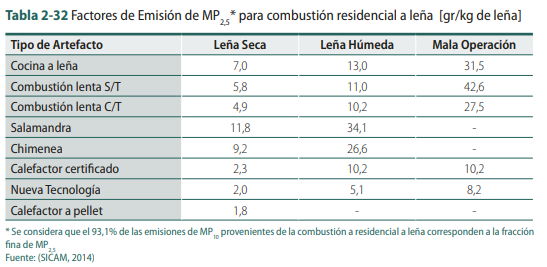 Tabla 2-32 Factores de Emisión de MP2,5* para combustión residencial a leña [gr/kg de leña]
Tipo de Artefacto Leña Seca Leña Húmeda Mala Operación
Cocina a leña 7,0 13,0 31,5
Combustión lenta S/T 5,8 11,0 42,6
Combustión lenta C/T 4,9 10,2 27,5
Salamandra 11,8 34,1 -
Chimenea 9,2 26,6 -
Calefactor certificado 2,3 10,2 10,2
Nueva Tecnología 2,0 5,1 8,2
Calefactor a pellet 1,8 - -
* Se considera que el 93,1% de las emisiones de MP10 provenientes de la combustión a residencial a leña corresponden a la fracción
fina de MP2,5
Fuente: (SICAM, 2014)